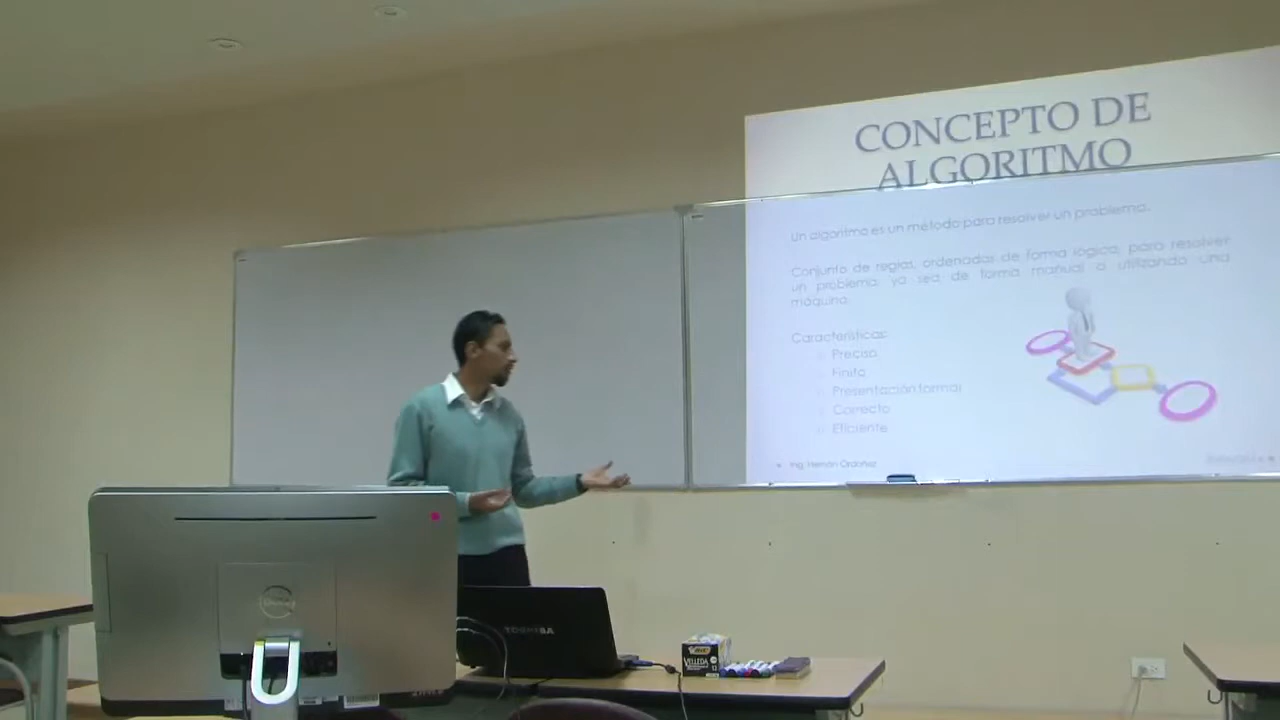 CONCEPTO DE
ALGORITMO
Un algoritmo es un método para resolver un problema.
Conjunto de reglas, ordenadas de forma lógica, para resolver
un problema, ya sea de forma manual o utilizando una
máquina.
Características:
Preciso
Finito
Presentación formal
Correcto
Eficiente
Ing. Hernán Ordoñez
DELL
TOSHIBA
BIC
VELLEDA